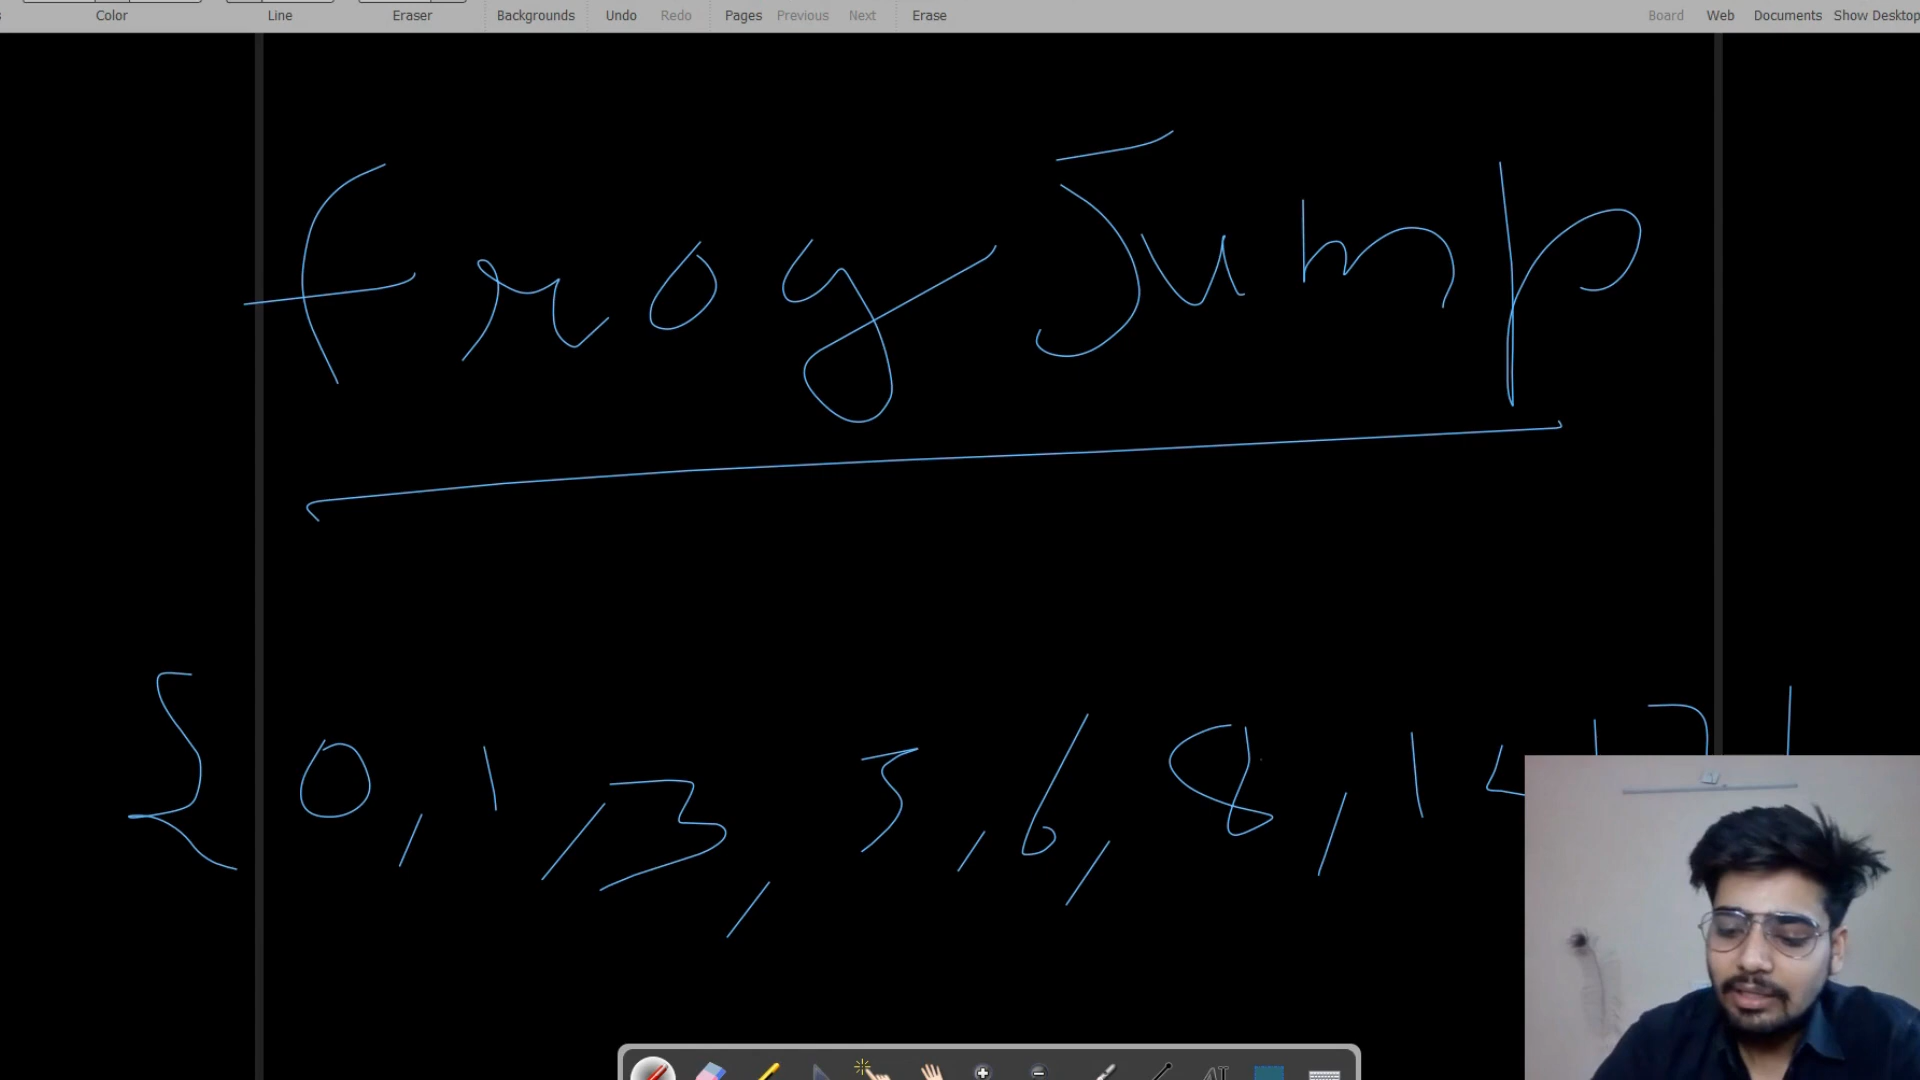 Color Line Eraser Backgrounds Undo Redo Pages Previous Next Erase Board Web Documents Show Desktop
Frog Jump
{ 0, 1, 3, 5, 6, 8, 14